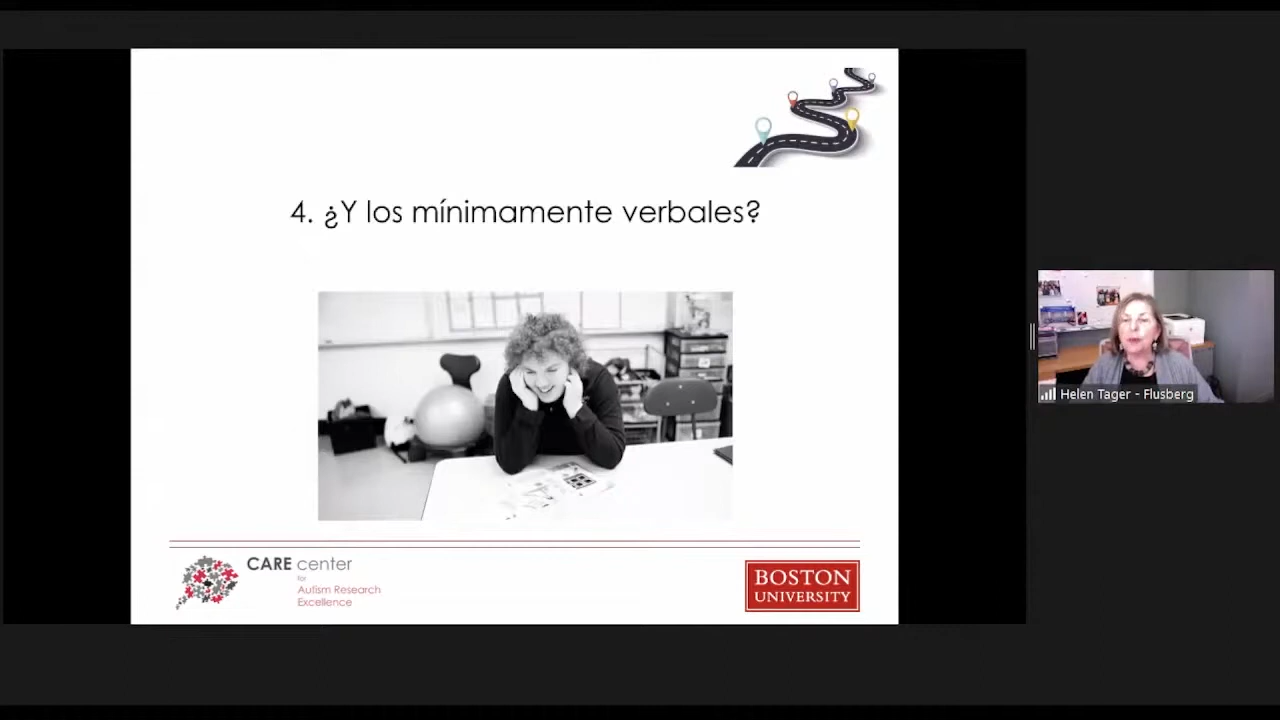 4. ¿Y los mínimamente verbales?
CARE center
for
Autism Research
Excellence
BOSTON
UNIVERSITY
Helen Tager - Flusberg